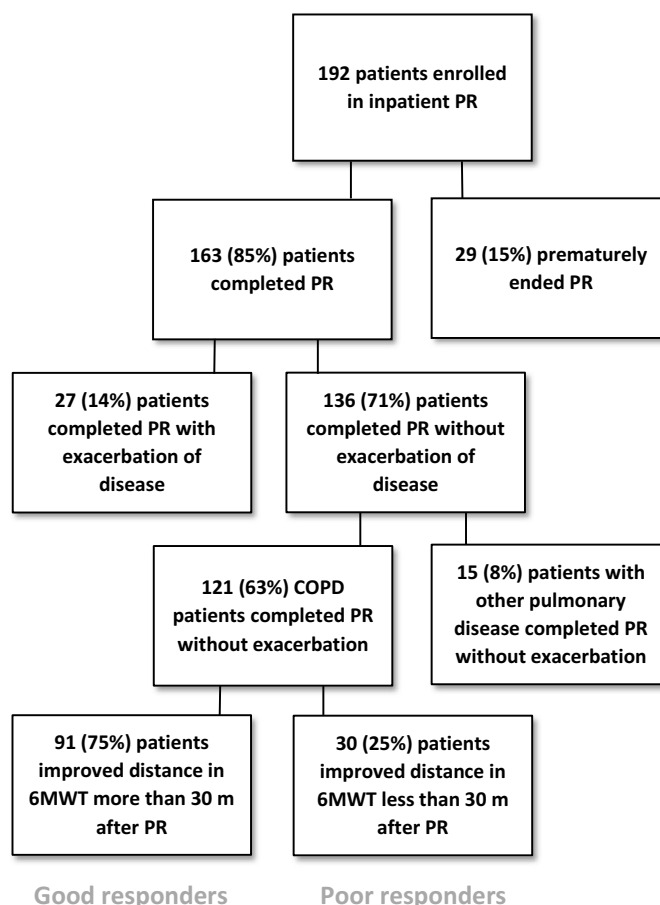 192 patients enrolled
in inpatient PR
163 (85%) patients
completed PR
29 (15%) prematurely
ended PR
27 (14%) patients
completed PR with
exacerbation of
disease
136 (71%) patients
completed PR without
exacerbation of
disease
121 (63%) COPD
patients completed PR
without exacerbation
15 (8%) patients with
other pulmonary
disease completed PR
without exacerbation
91 (75%) patients
improved distance in
6MWT more than 30 m
after PR
30 (25%) patients
improved distance in
6MWT less than 30 m
after PR
Good responders
Poor responders